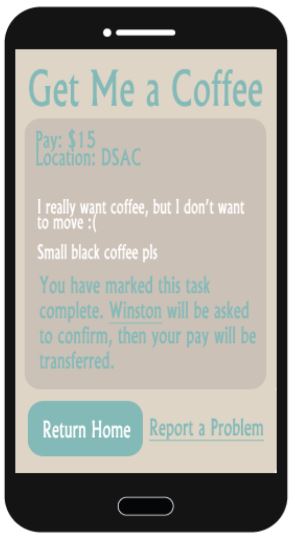 Get Me a Coffee
Pay: $15
Location: DSAC
I really want coffee, but I don't want
to move :(
Small black coffee pls
You have marked this task
complete. Winston will be asked
to confirm, then your pay will be
transferred.
Return Home
Report a Problem